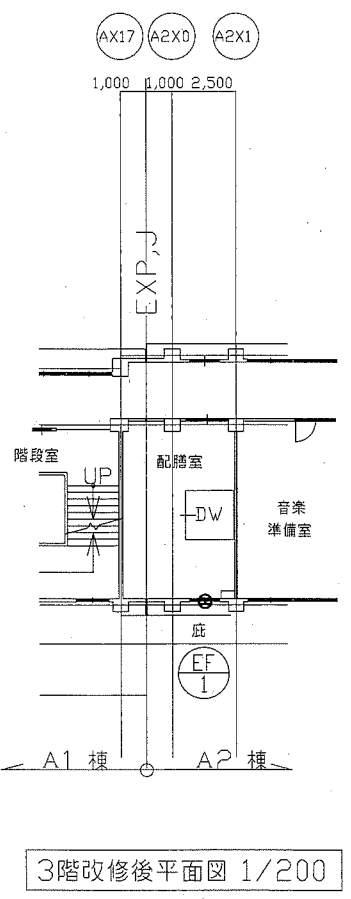 AX17 A2X0 A2X1
1,000 1,000 2,500
EXP,J
階段室
UP
配膳室
DW
音楽
準備室
庇
EF
1
A1 棟 A2 棟
3階改修後平面図 1/200